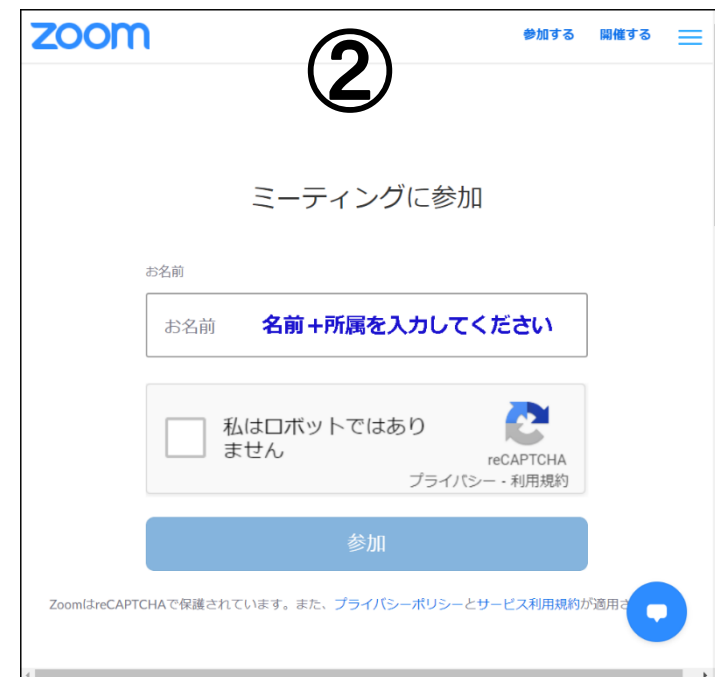 zoom
参加する 開催する
②
ミーティングに参加
お名前
お名前 名前+所属を入力してください
私はロボットではあり
ません
reCAPTCHA
プライバシー - 利用規約
参加
ZoomはreCAPTCHAで保護されています。また、プライバシーポリシーとサービス利用規約が適用さ